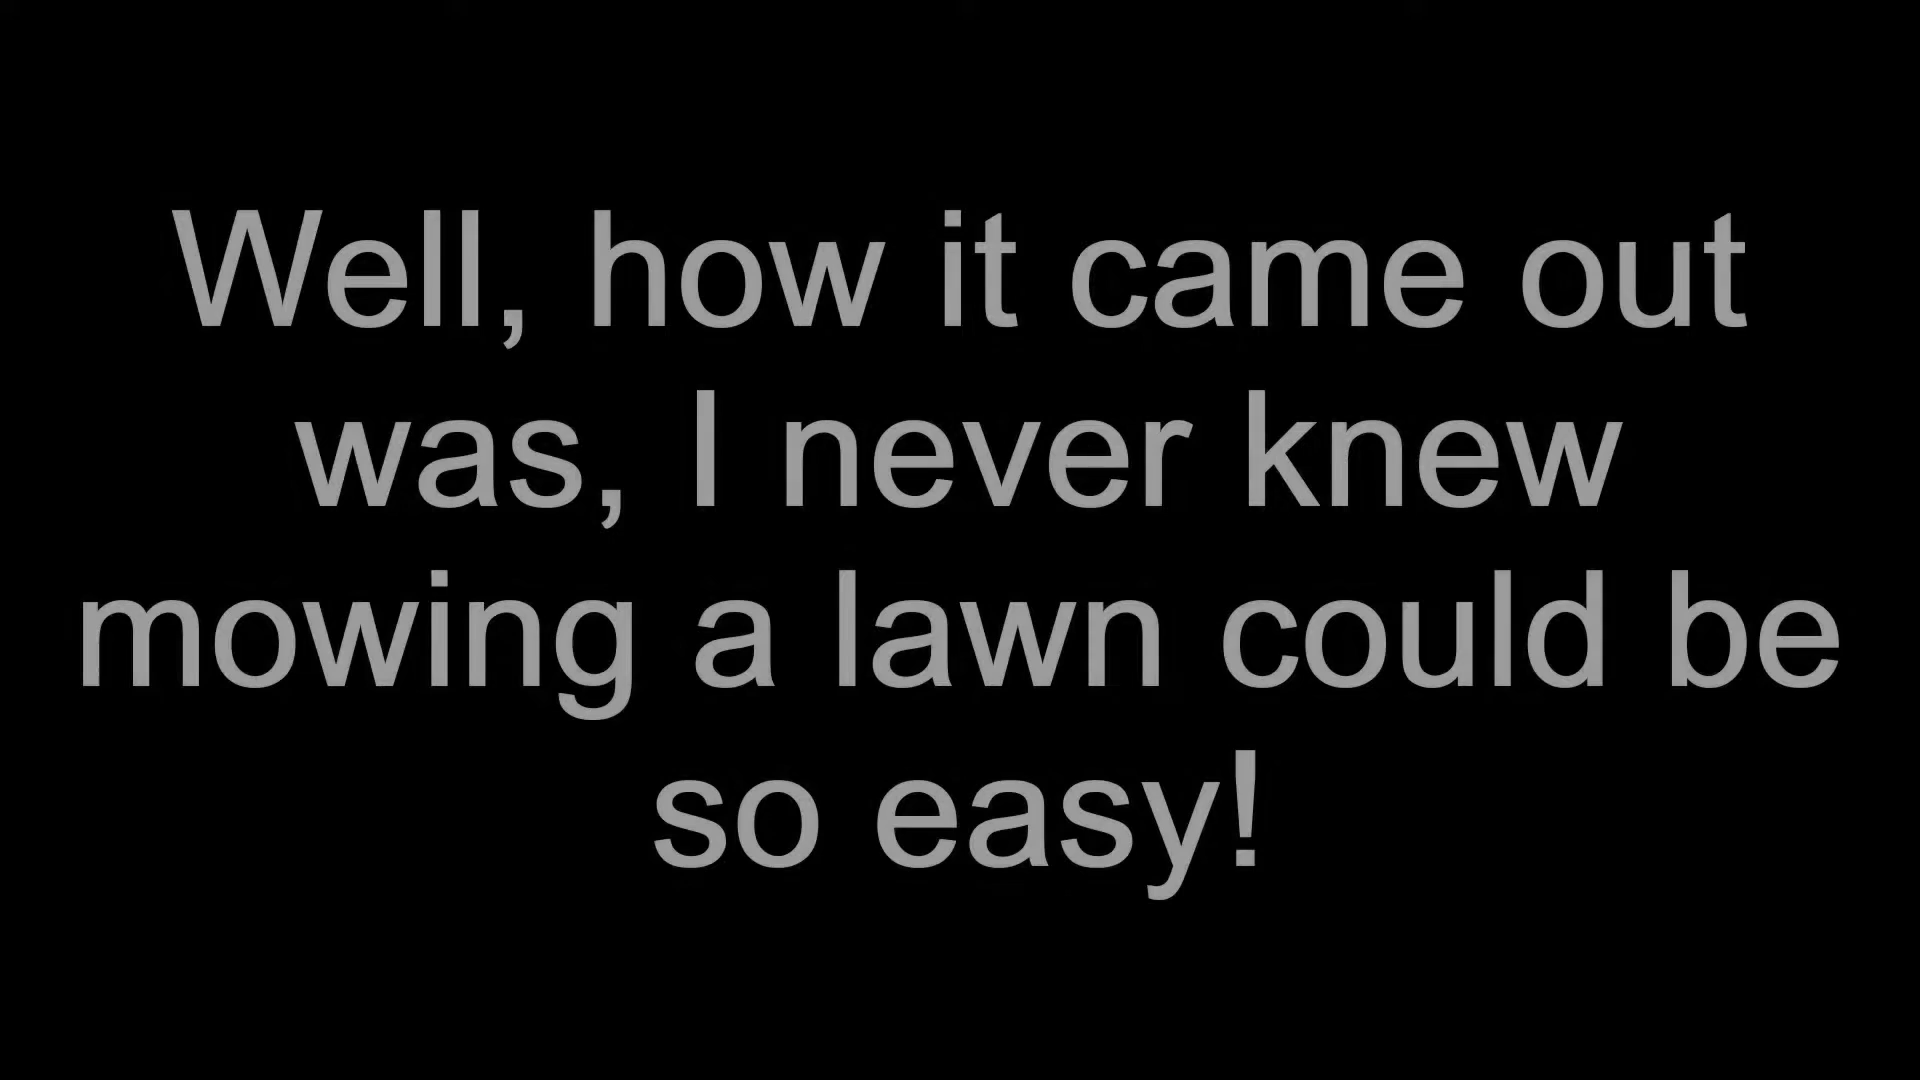 Well, how it came out
was, I never knew
mowing a lawn could be
so easy!